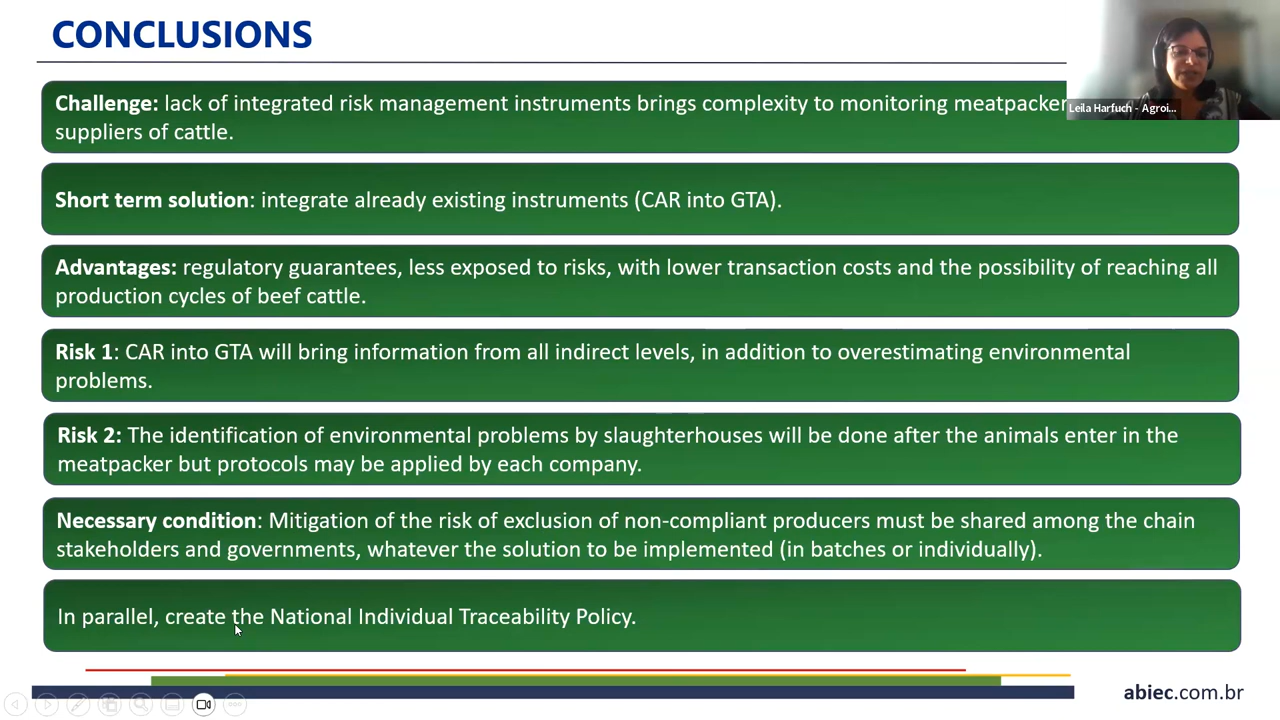 CONCLUSIONS
Leila Harfuch - Agroi...
Challenge: lack of integrated risk management instruments brings complexity to monitoring meatpacker
suppliers of cattle.
Short term solution: integrate already existing instruments (CAR into GTA).
Advantages: regulatory guarantees, less exposed to risks, with lower transaction costs and the possibility of reaching all
production cycles of beef cattle.
Risk 1: CAR into GTA will bring information from all indirect levels, in addition to overestimating environmental
problems.
Risk 2: The identification of environmental problems by slaughterhouses will be done after the animals enter in the
meatpacker but protocols may be applied by each company.
Necessary condition: Mitigation of the risk of exclusion of non-compliant producers must be shared among the chain
stakeholders and governments, whatever the solution to be implemented (in batches or individually).
In parallel, create the National Individual Traceability Policy.
abiec.com.br